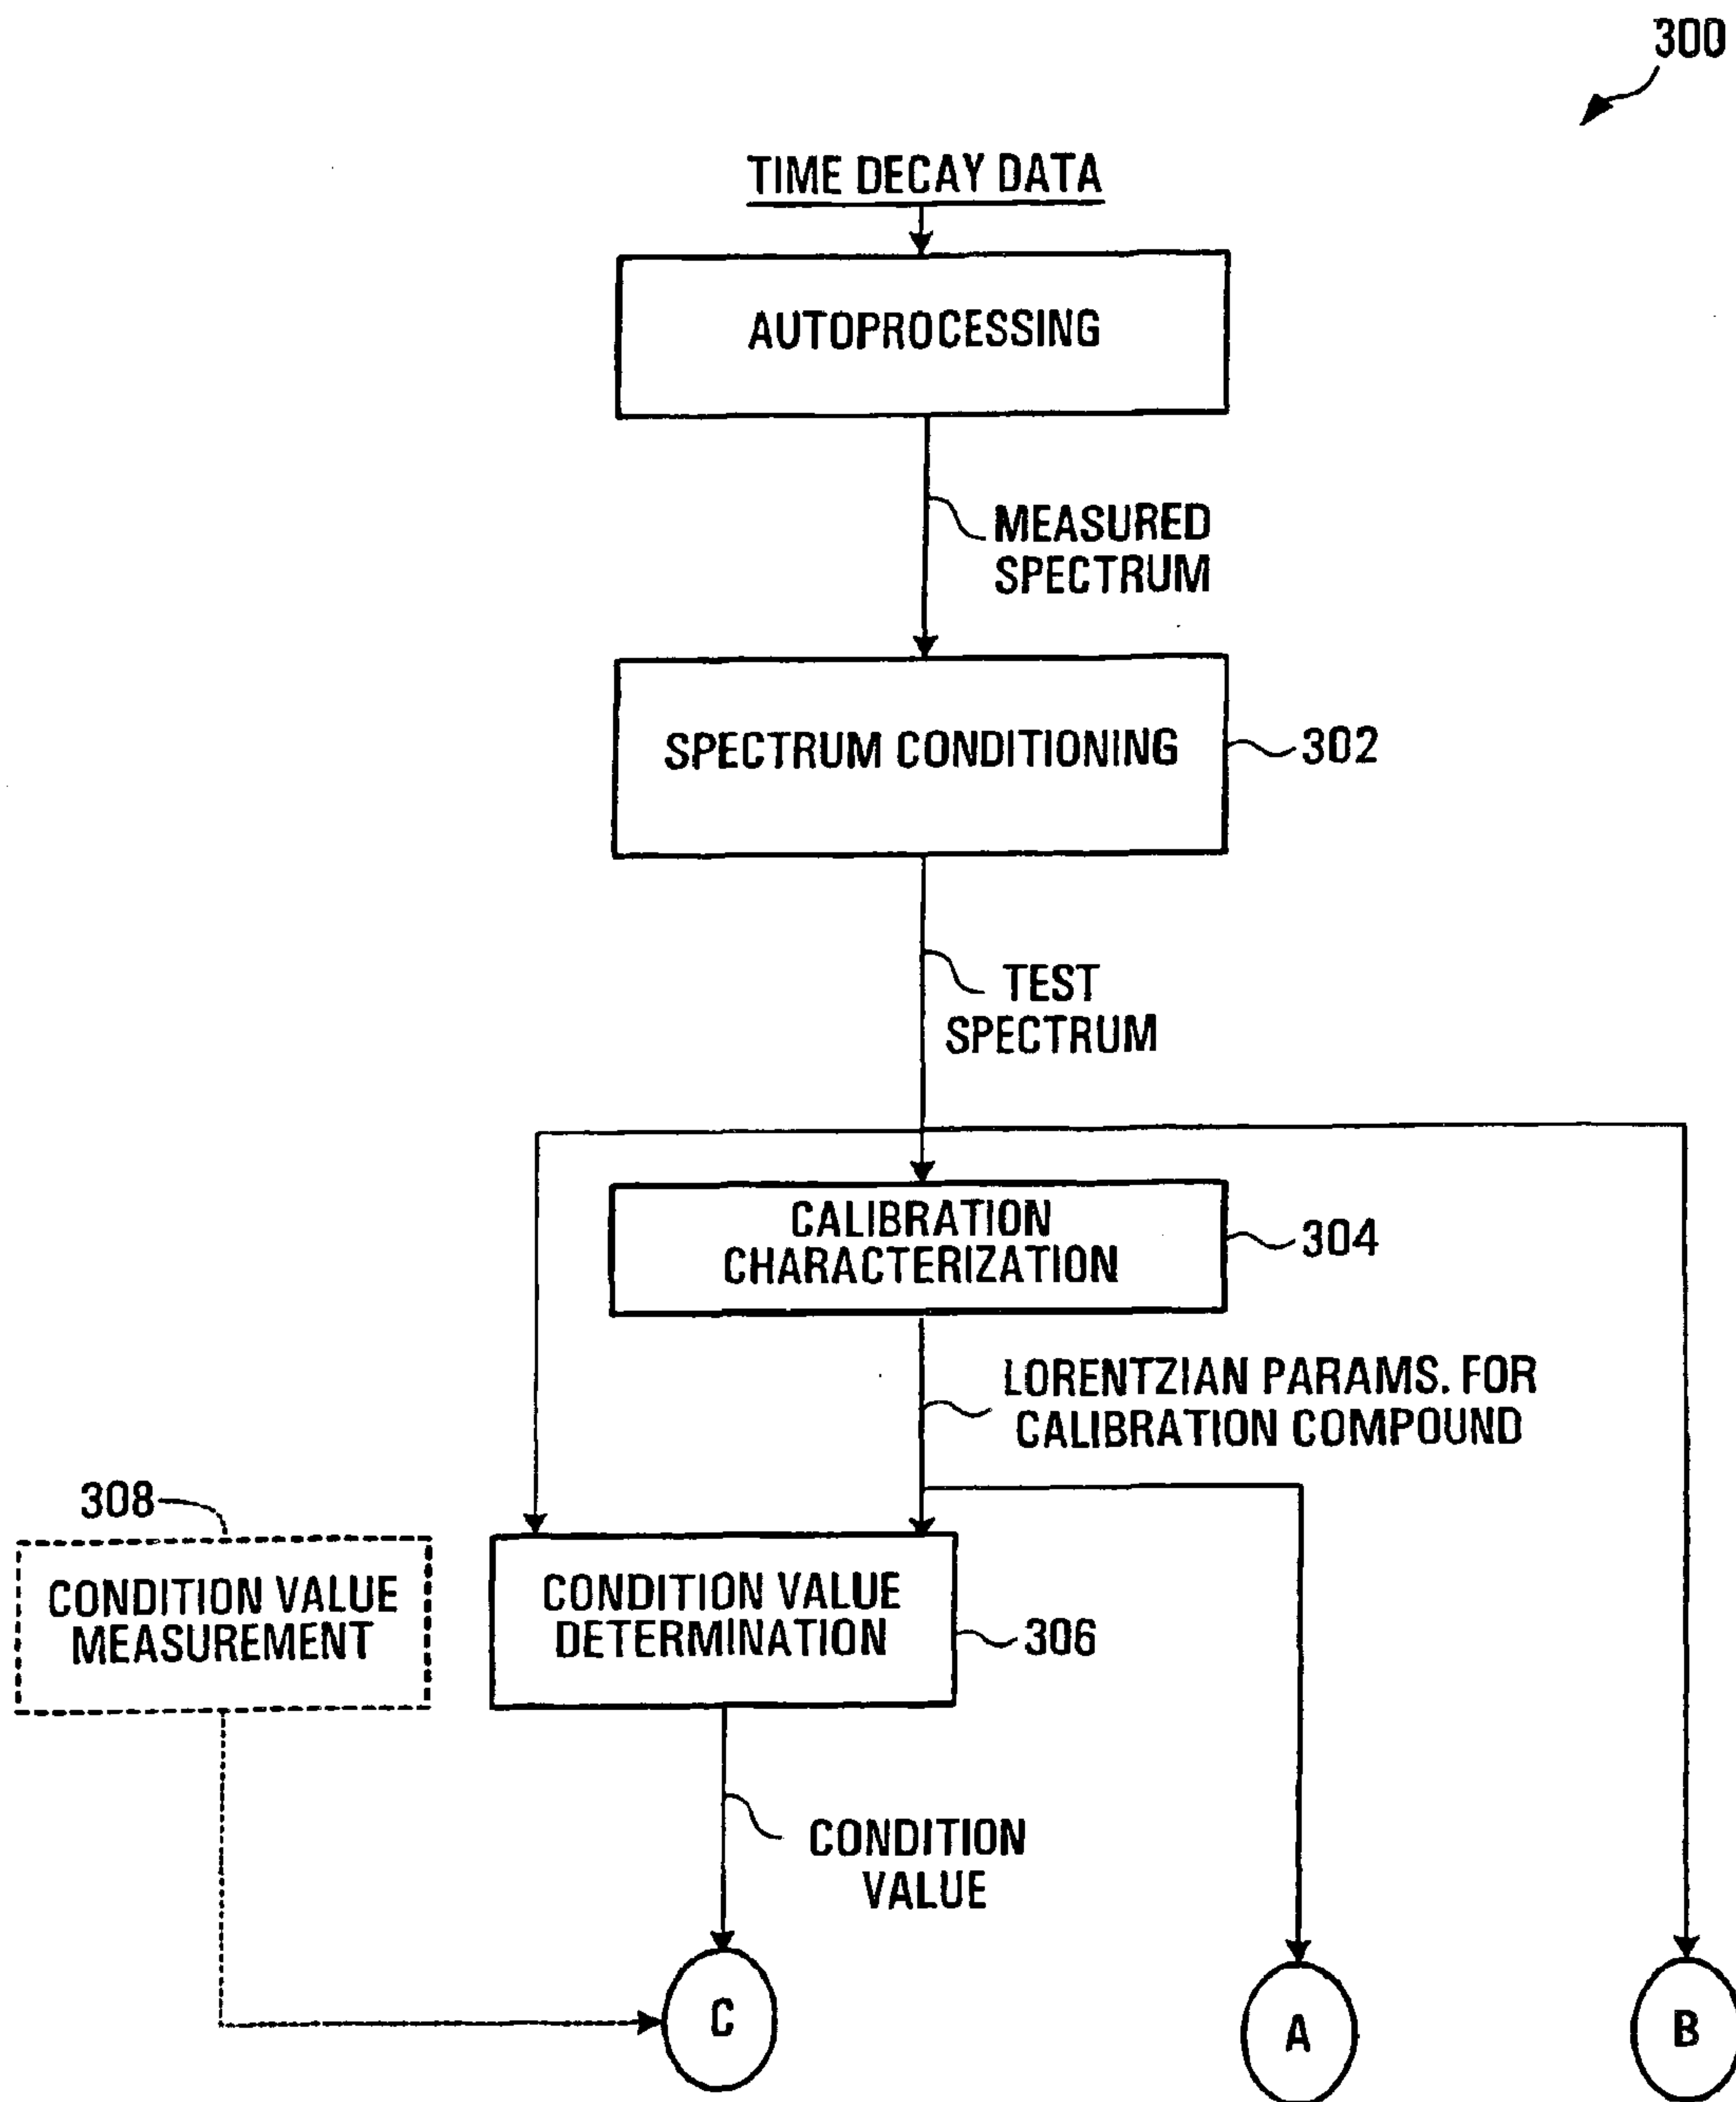 300
TIME DECAY DATA
AUTOPROCESSING
MEASURED
SPECTRUM
SPECTRUM CONDITIONING
302
TEST
SPECTRUM
CALIBRATION
CHARACTERIZATION
304
LORENTZIAN PARAMS. FOR
CALIBRATION COMPOUND
308
CONDITION VALUE
MEASUREMENT
CONDITION VALUE
DETERMINATION
306
CONDITION
VALUE
C
A
B